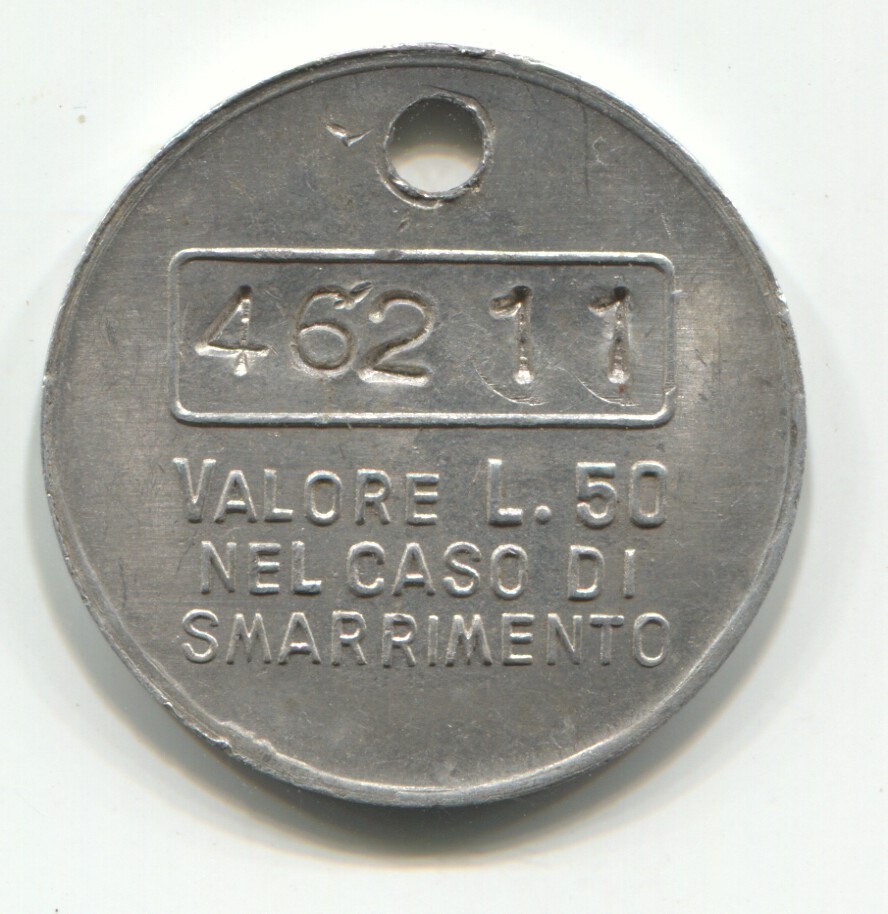 46211
VALORE L. 50
NEL CASO DI
SMARRIMENTO